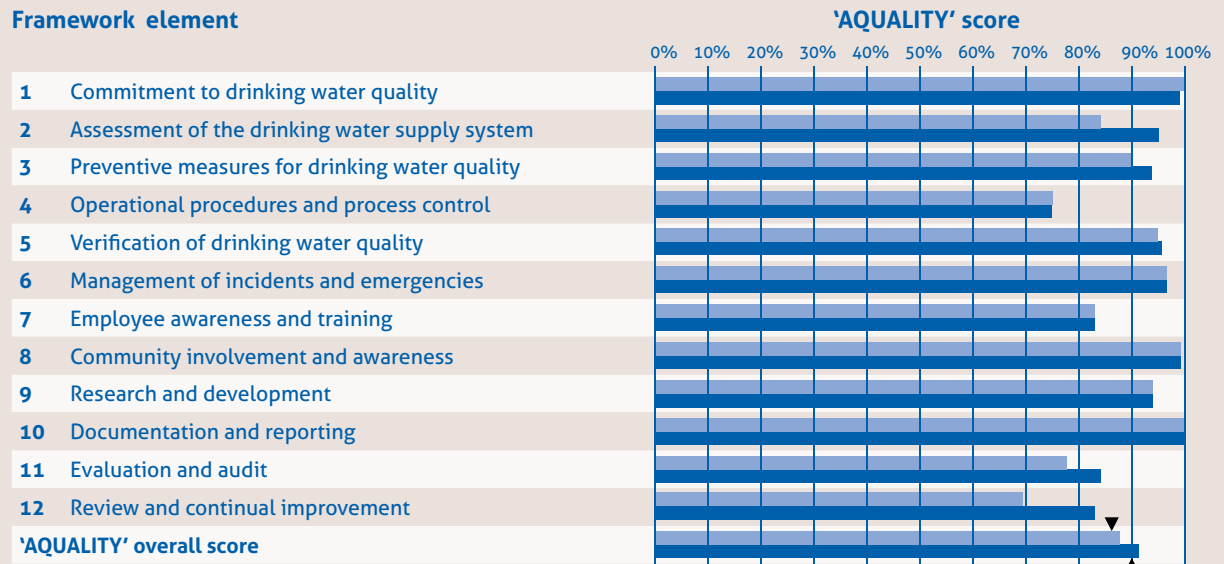 Framework element
‘AQUALITY’ score
0% 10% 20% 30% 40% 50% 60% 70% 80% 90% 100%
1 Commitment to drinking water quality
2 Assessment of the drinking water supply system
3 Preventive measures for drinking water quality
4 Operational procedures and process control
5 Verification of drinking water quality
6 Management of incidents and emergencies
7 Employee awareness and training
8 Community involvement and awareness
9 Research and development
10 Documentation and reporting
11 Evaluation and audit
12 Review and continual improvement
‘AQUALITY’ overall score